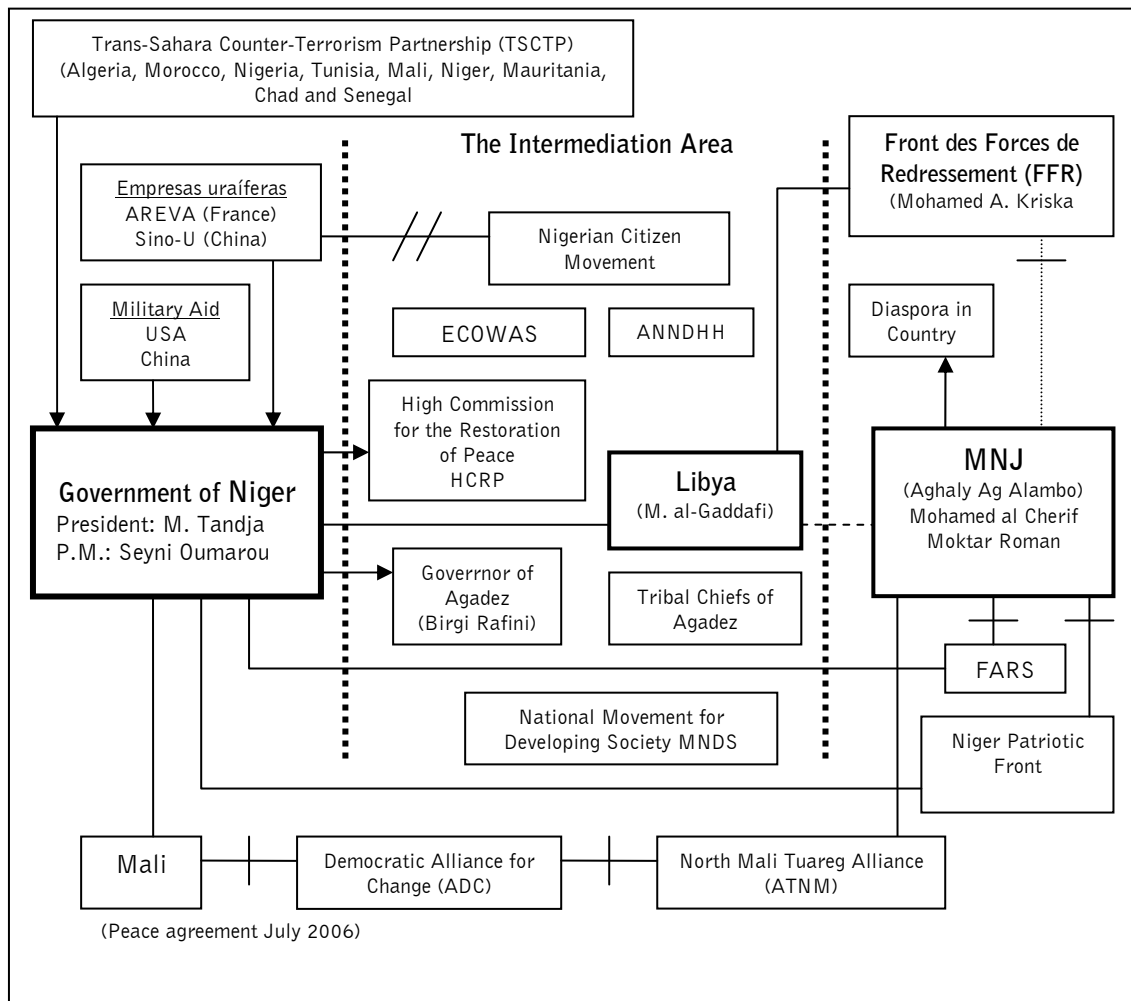 Trans-Sahara Counter-Terrorism Partnership (TSCTP)
(Algeria, Morocco, Nigeria, Tunisia, Mali, Niger, Mauritania,
Chad and Senegal
The Intermediation Area
Front des Forces de
Redressement (FFR)
(Mohamed A. Kriska
Empresas uraíferas
AREVA (France)
Sino-U (China)
Nigerian Citizen
Movement
Military Aid
USA
China
ECOWAS
ANNDHH
Diaspora in
Country
High Commission
for the Restoration
of Peace
HCRP
Government of Niger
President: M. Tandja
P.M.: Seyni Oumarou
Libya
(M. al-Gaddafi)
MNJ
(Aghaly Ag Alambo)
Mohamed al Cherif
Moktar Roman
Goverrnor of
Agadez
(Birgi Rafini)
Tribal Chiefs of
Agadez
FARS
National Movement for
Developing Society MNDS
Niger Patriotic
Front
Mali
Democratic Alliance for
Change (ADC)
North Mali Tuareg Alliance
(ATNM)
(Peace agreement July 2006)